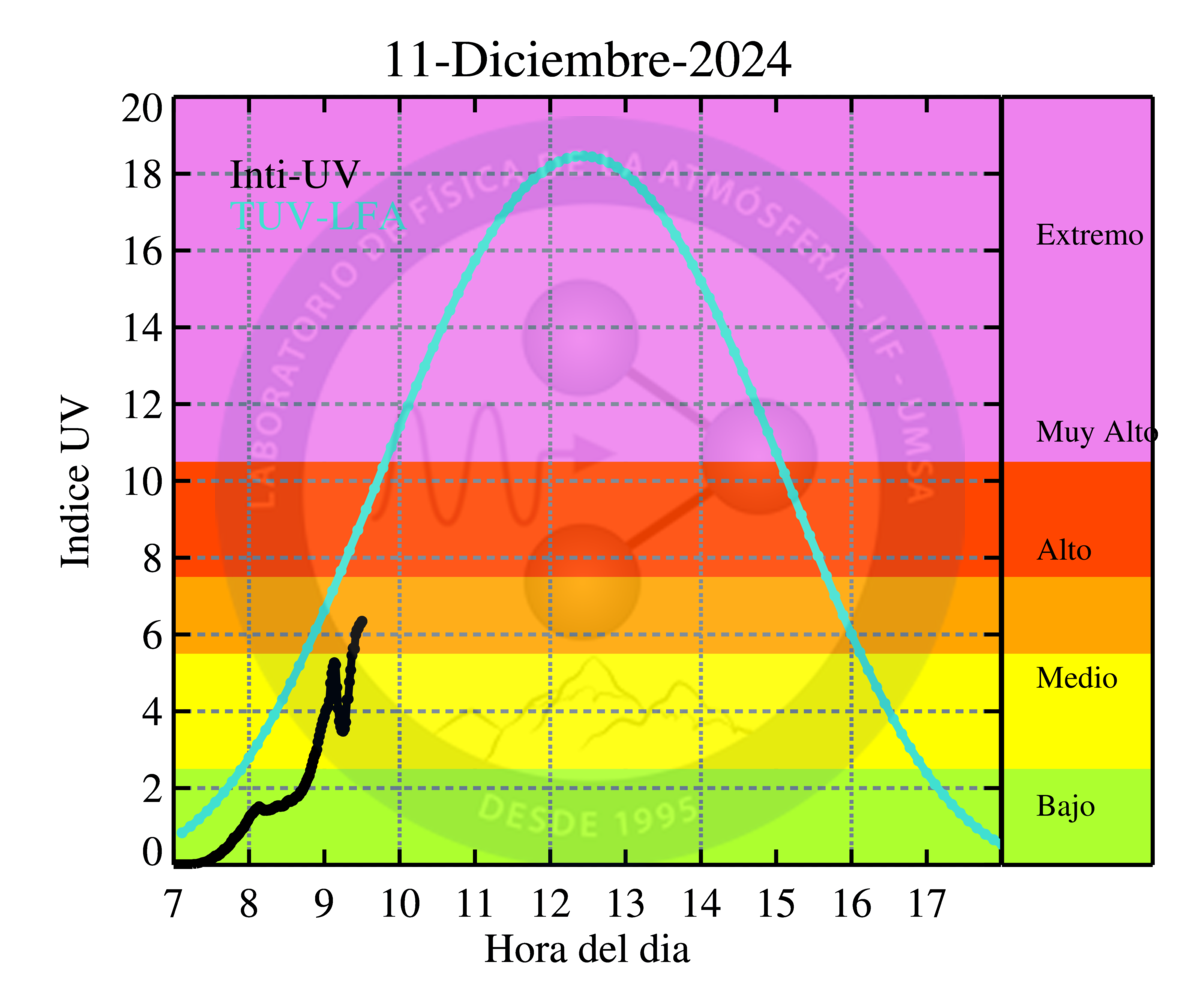 11-Diciembre-2024
Inti-UV
TUV-LFA
LABORATORIO DE FÍSICA DE LA ATMÓSFERA - IIF - UMSA
DESDE 1995
Indice UV
20
18
16
14
12
10
8
6
4
2
0
Extremo
Muy Alto
Alto
Medio
Bajo
7 8 9 10 11 12 13 14 15 16 17
Hora del dia